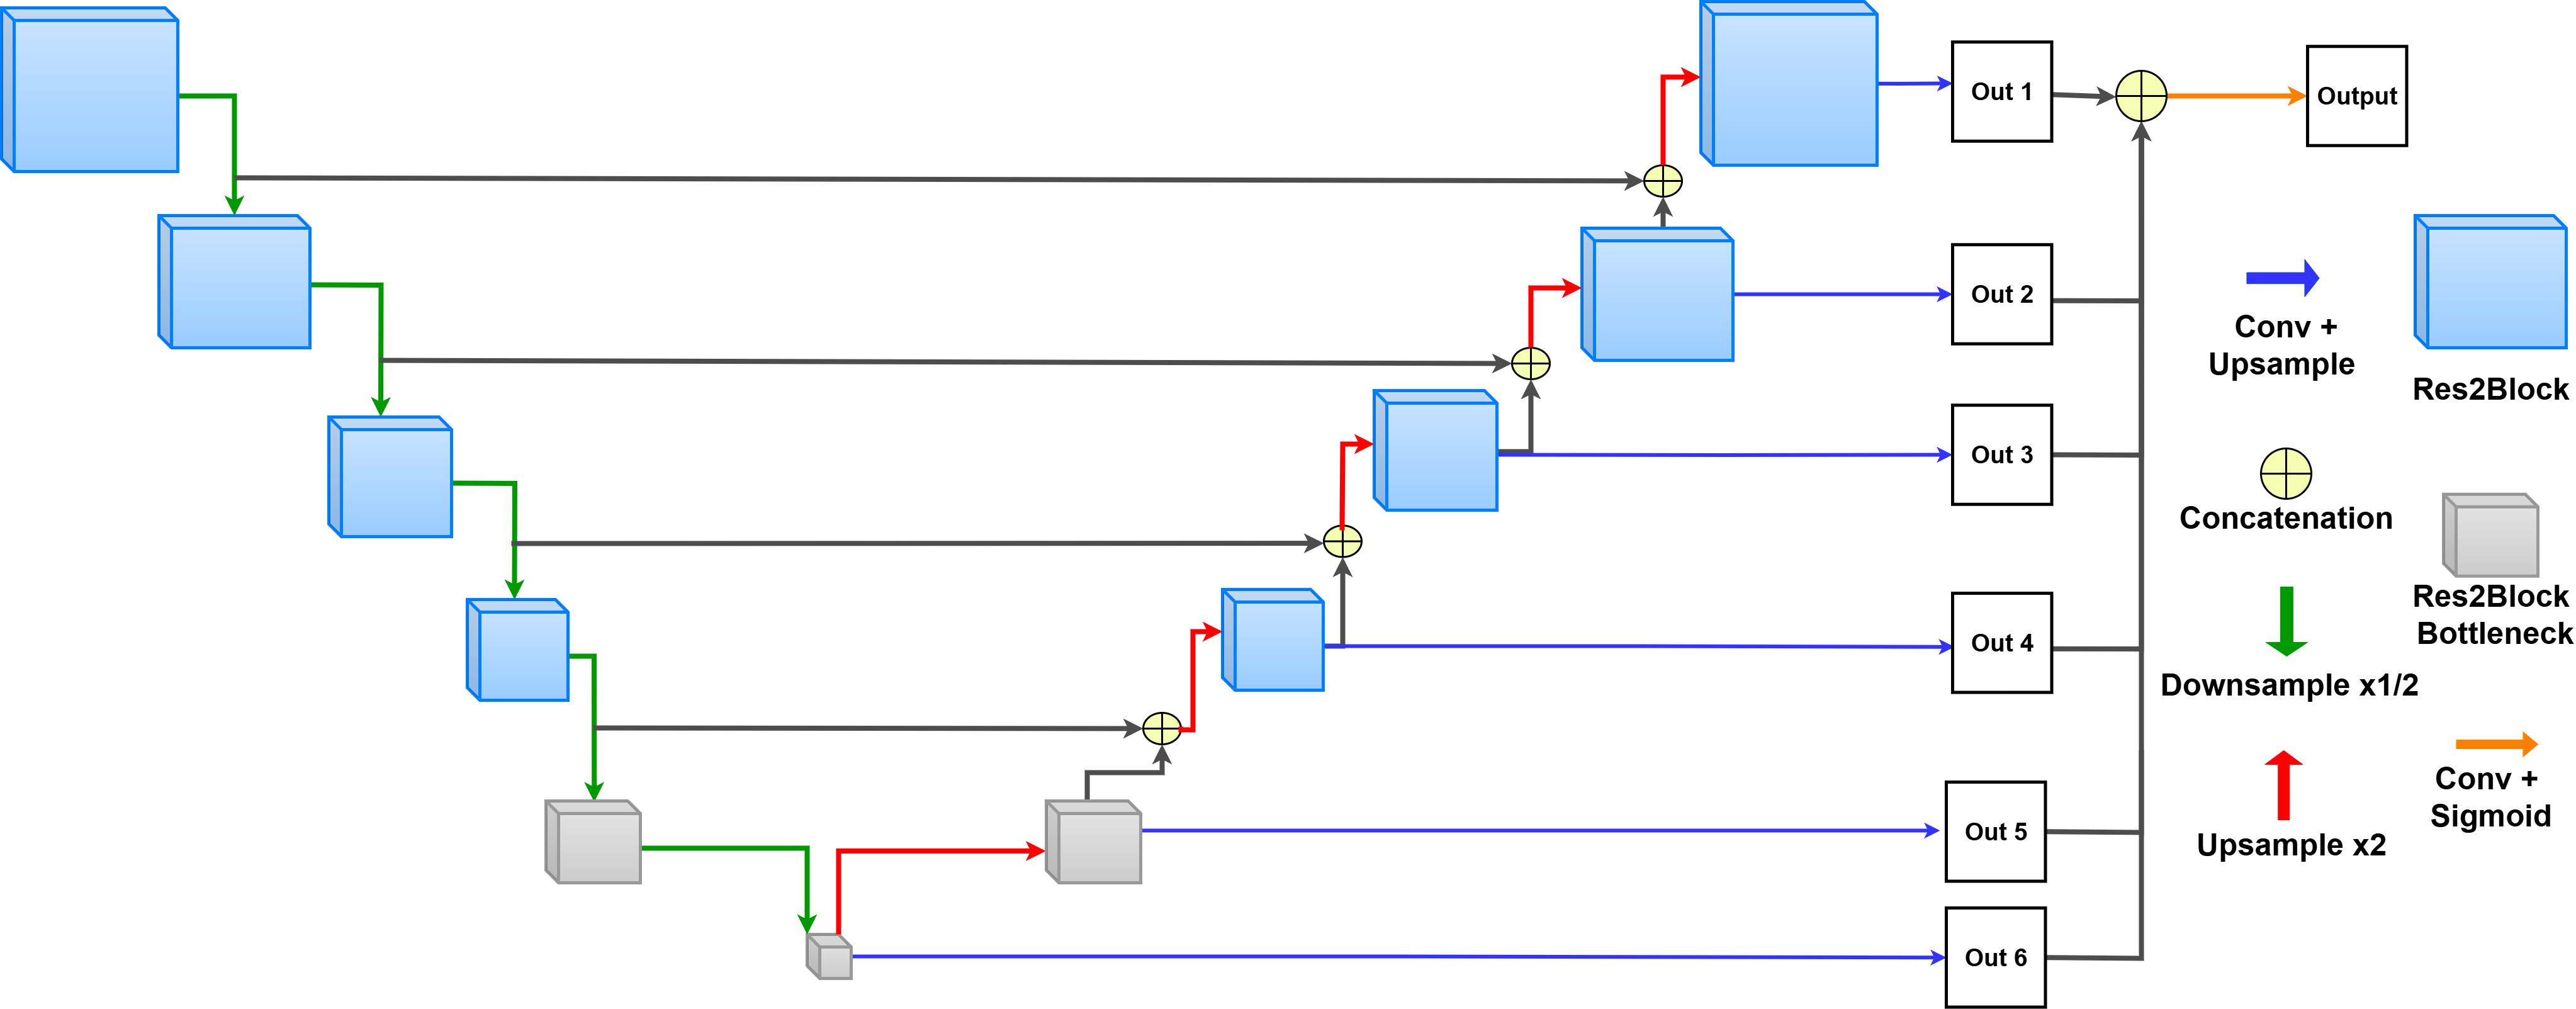 Out 1
Output
Out 2
Conv +
Upsample
Res2Block
Out 3
Concatenation
Res2Block
Bottleneck
Out 4
Downsample x1/2
Conv +
Sigmoid
Out 5
Upsample x2
Out 6